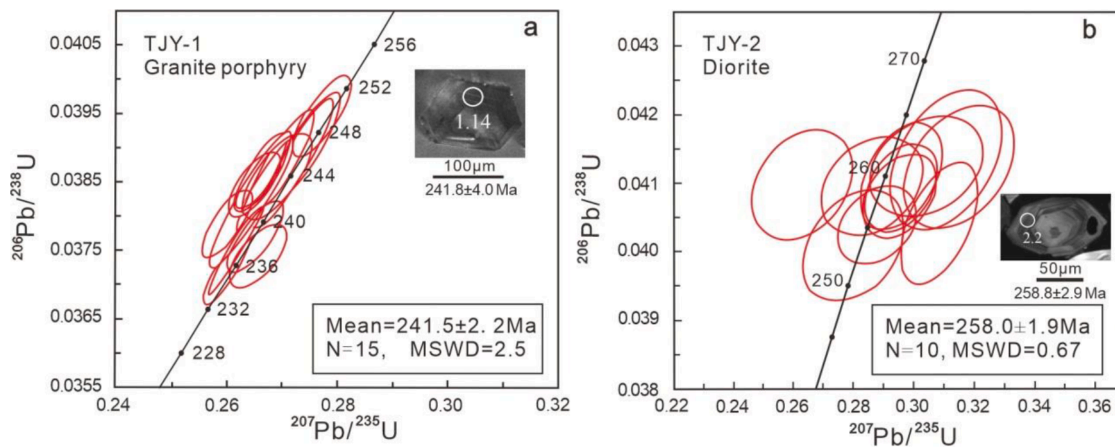 a
TJY-1
Granite porphyry
0.0405
0.0395
0.0385
0.0375
0.0365
0.0355
²⁰⁶Pb/²³⁸U
256
252
248
244
240
236
232
228
1.14
100μm
241.8±4.0 Ma
Mean=241.5±2. 2Ma
N=15, MSWD=2.5
0.24 0.26 0.28 0.30 0.32
²⁰⁷Pb/²³⁵U
b
TJY-2
Diorite
0.043
0.042
0.041
0.040
0.039
0.038
²⁰⁶Pb/²³⁸U
270
260
250
2.2
50μm
258.8±2.9 Ma
Mean=258.0±1.9Ma
N=10, MSWD=0.67
0.24 0.26 0.28 0.30 0.32 0.34 0.36
²⁰⁷Pb/²³⁵U